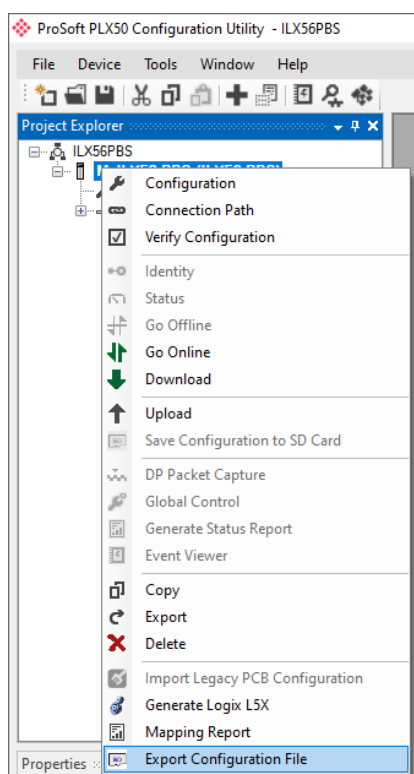 ProSoft PLX50 Configuration Utility - ILX56PBS
File Device Tools Window Help
Project Explorer
ILX56PBS
Configuration
Connection Path
Verify Configuration
Identity
Status
Go Offline
Go Online
Download
Upload
Save Configuration to SD Card
DP Packet Capture
Global Control
Generate Status Report
Event Viewer
Copy
Export
Delete
Import Legacy PCB Configuration
Generate Logix L5X
Mapping Report
Properties
Export Configuration File